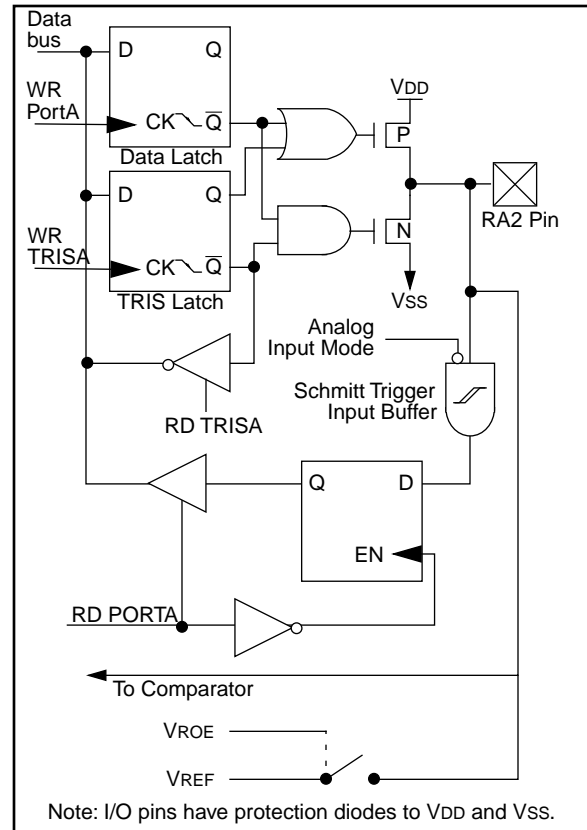 Data
bus
D Q
WR
PortA
CK Q
VDD
P
Data Latch
D Q
RA2 Pin
N
WR
TRISA
CK Q
VSS
TRIS Latch
Analog
Input Mode
Schmitt Trigger
Input Buffer
RD TRISA
Q D
EN
RD PORTA
To Comparator
VROE
VREF
Note: I/O pins have protection diodes to VDD and VSS.